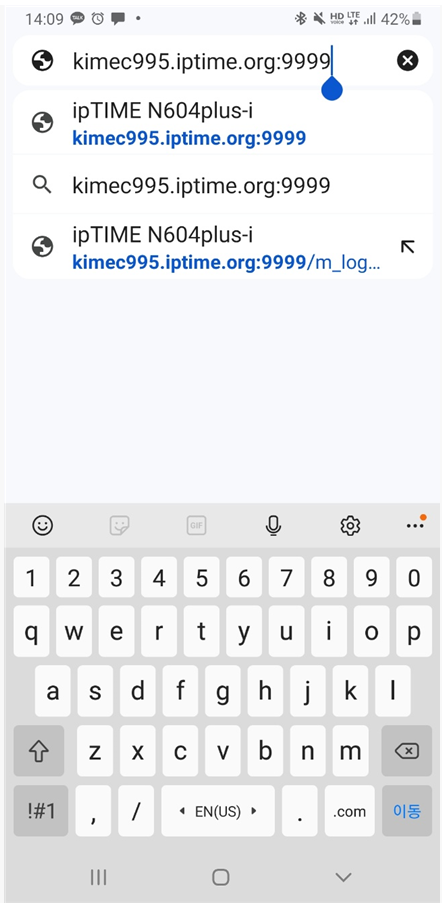 14:09 TALK HD LTE voice 42%
kimec995.iptime.org:9999
ipTIME N604plus-i
kimec995.iptime.org:9999
kimec995.iptime.org:9999
ipTIME N604plus-i
kimec995.iptime.org:9999/m_log...
GIF
1 2 3 4 5 6 7 8 9 0
q w e r t y u i o p
a s d f g h j k l
z x c v b n m
!#1 , / EN(US) . .com 이동